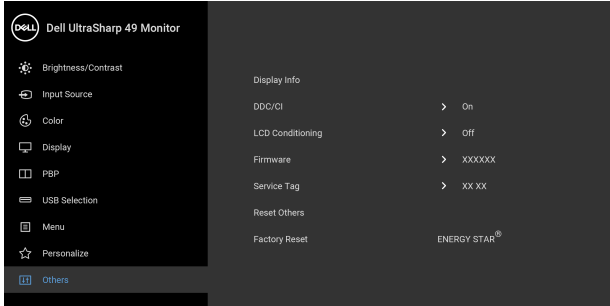 DELL Dell UltraSharp 49 Monitor
Brightness/Contrast
Input Source
Color
Display
PBP
USB Selection
Menu
Personalize
Others
Display Info
DDC/CI > On
LCD Conditioning > Off
Firmware > XXXXXX
Service Tag > XX XX
Reset Others
Factory Reset ENERGY STAR®